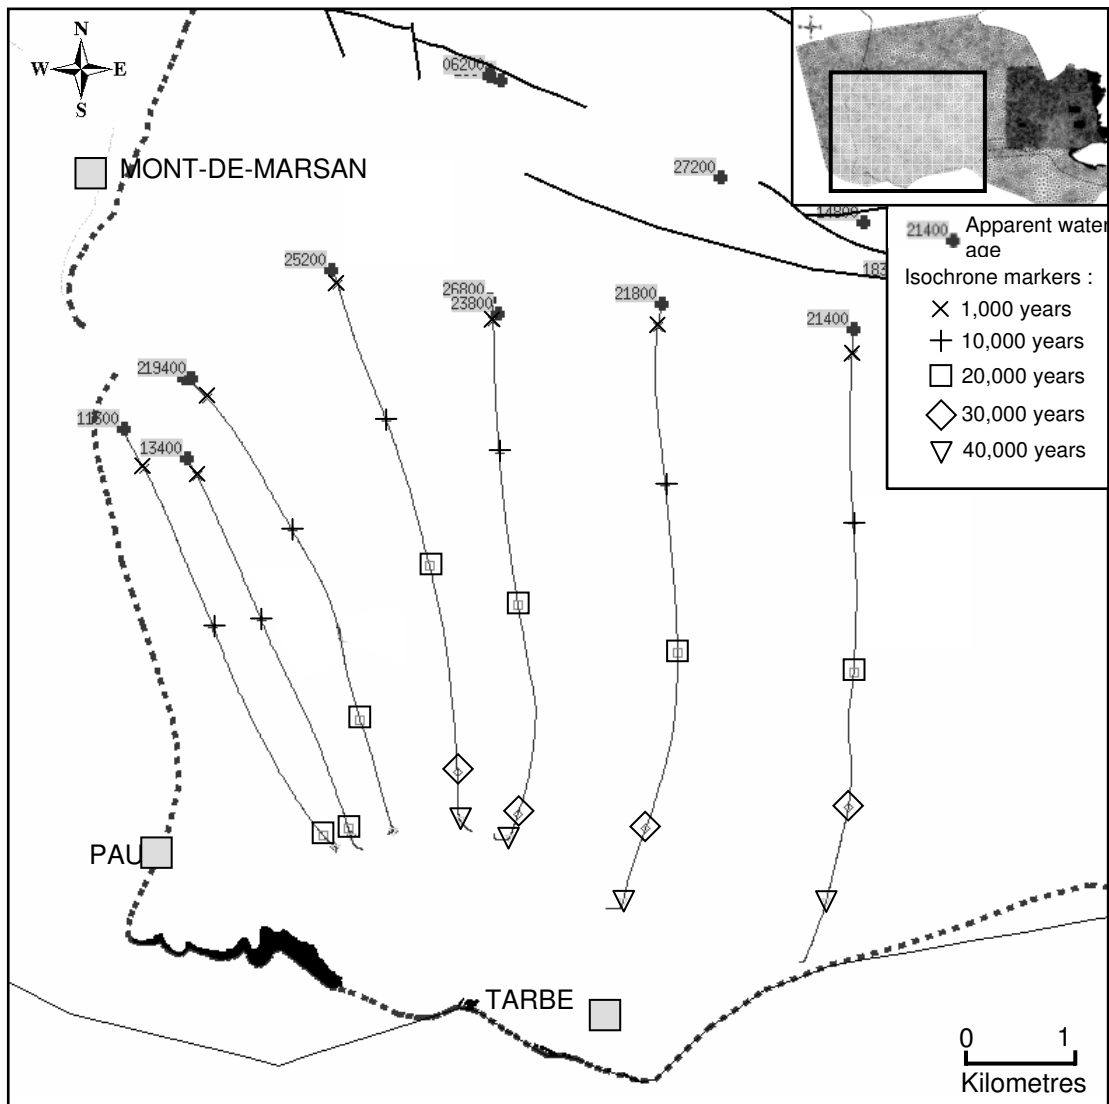 N
W E
S
MONT-DE-MARSAN
06200
27200
14800
183
25200
26800
23800
21800
21400
219400
13400
21400 Apparent water
age
Isochrone markers :
1,000 years
10,000 years
20,000 years
30,000 years
40,000 years
PAU
TARBE
0 1
Kilometres